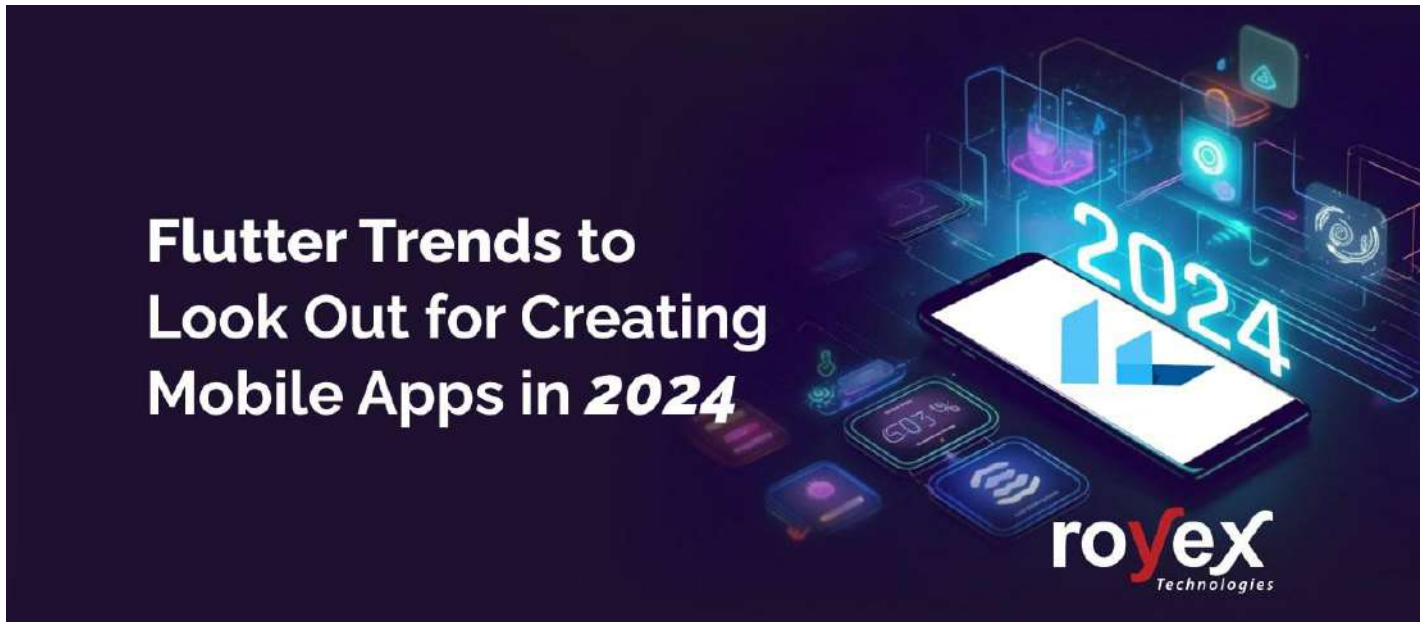 Flutter Trends to
Look Out for Creating
Mobile Apps in 2024
2024
royex
Technologies